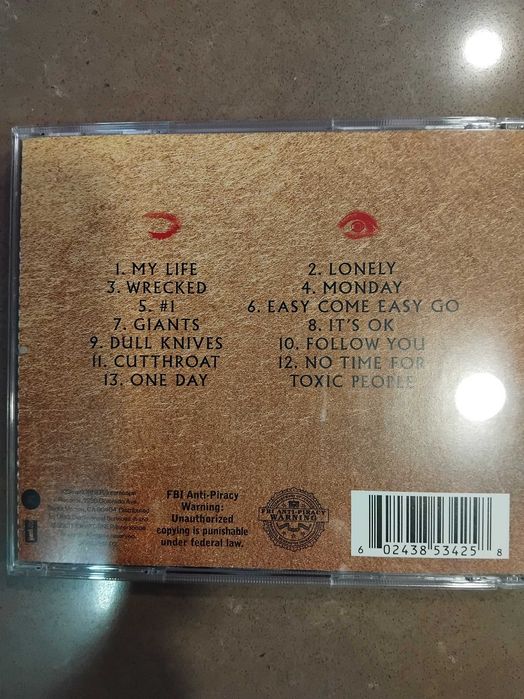 1. MY LIFE
2. LONELY
3. WRECKED
4. MONDAY
5. #1
6. EASY COME EASY GO
7. GIANTS
8. IT'S OK
9. DULL KNIVES
10. FOLLOW YOU
11. CUTTHROAT
12. NO TIME FOR
TOXIC PEOPLE
13. ONE DAY
FBI Anti-Piracy
Warning:
Unauthorized
copying is punishable
under federal law.
FBI ANTI-PIRACY
WARNING
6 02438 53425 8